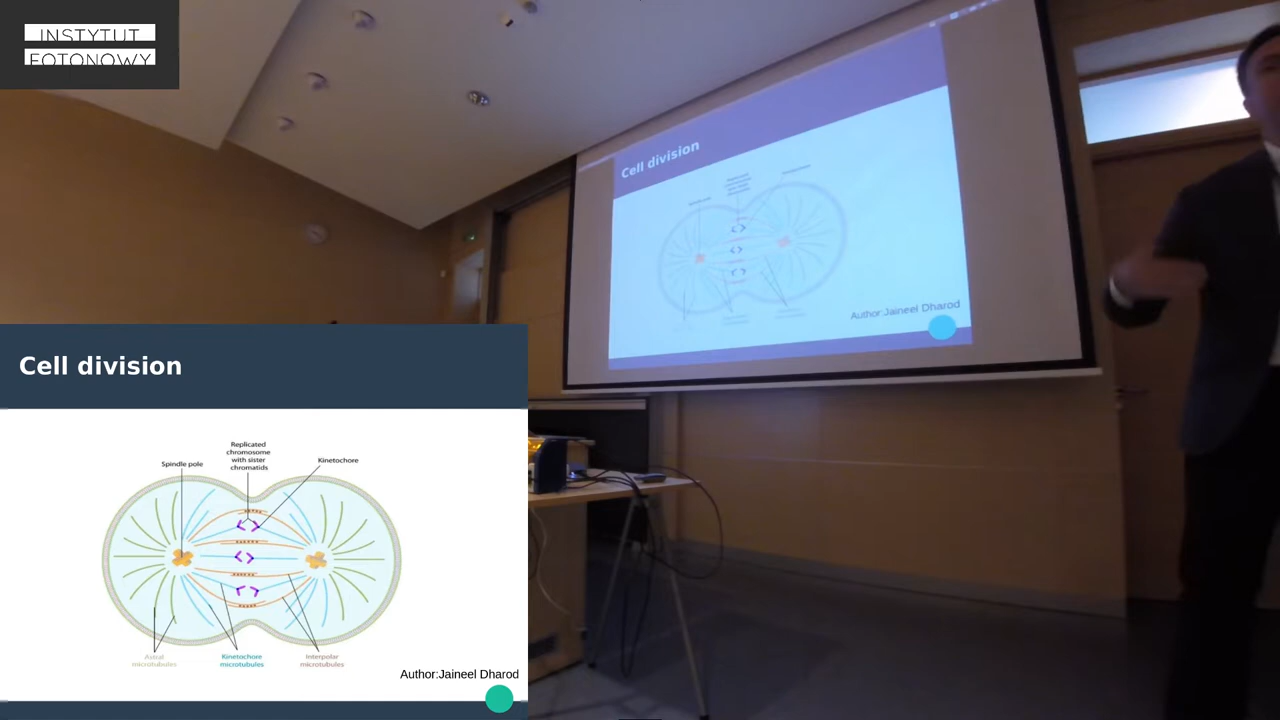 INSTYTUT
FOTONOWY
Cell division
Author:Jaineel Dharod
Cell division
Replicated
chromosome
with sister
chromatids
Spindle pole
Kinetochore
Astral
microtubules
Kinetochore
microtubules
Interpolar
microtubules
Author:Jaineel Dharod